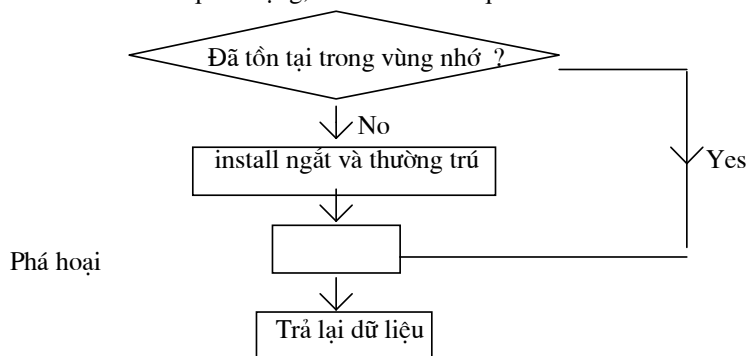 Đã tồn tại trong vùng nhớ ?
No
install ngắt và thường trú
Yes
Phá hoại
Trả lại dữ liệu